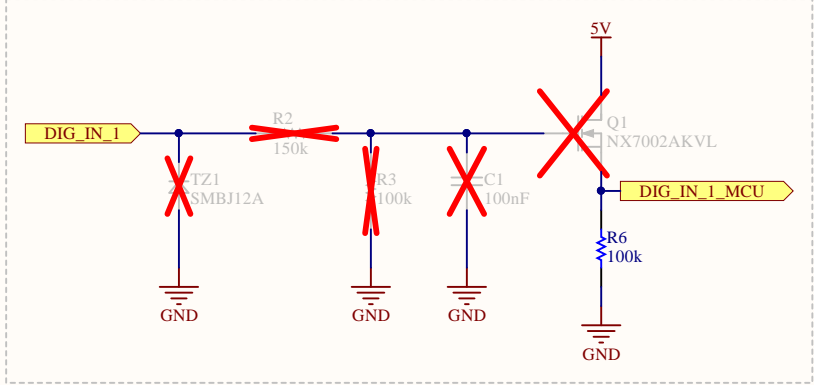 5V
R2
Q1
DIG_IN_1
150k
NX7002AKVL
TZ1
R3
C1
DIG_IN_1_MCU
SMBJ12A
100k
100nF
R6
100k
GND
GND
GND
GND